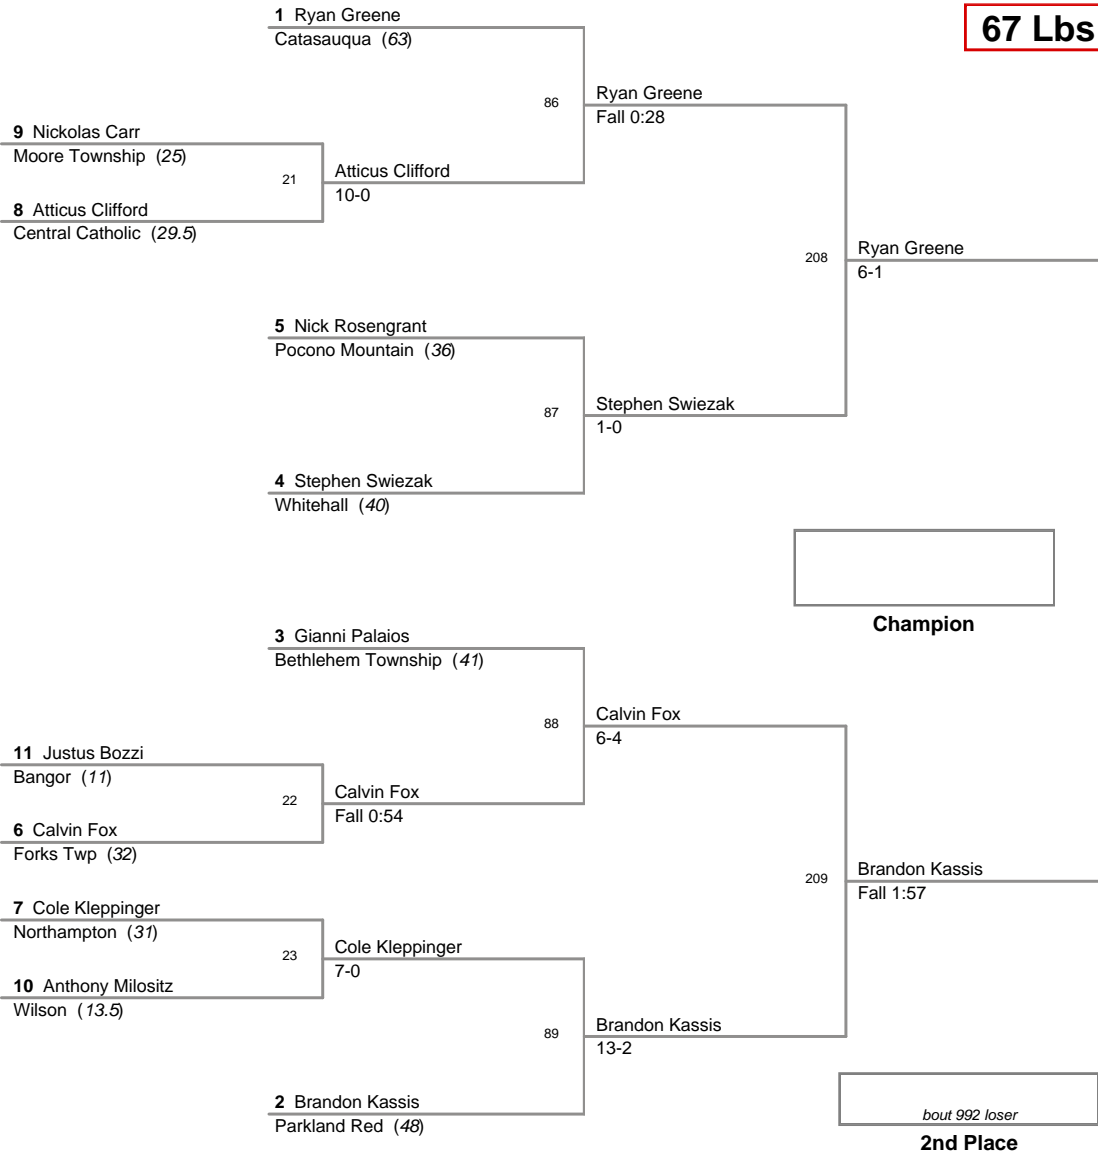 1 Ryan Greene
67 Lbs
Catasauqua (63)
86
Ryan Greene
Fall 0:28
9 Nickolas Carr
Moore Township (25)
21
Atticus Clifford
10-0
8 Atticus Clifford
Central Catholic (29.5)
208
Ryan Greene
6-1
5 Nick Rosengrant
Pocono Mountain (36)
87
Stephen Swiezak
1-0
4 Stephen Swiezak
Whitehall (40)
Champion
3 Gianni Palaios
Bethlehem Township (41)
88
Calvin Fox
6-4
11 Justus Bozzi
Bangor (11)
22
Calvin Fox
Fall 0:54
6 Calvin Fox
Forks Twp (32)
209
Brandon Kassis
Fall 1:57
7 Cole Kleppinger
Northampton (31)
23
Cole Kleppinger
7-0
10 Anthony Milositz
Wilson (13.5)
89
Brandon Kassis
13-2
2 Brandon Kassis
Parkland Red (48)
bout 992 loser
2nd Place